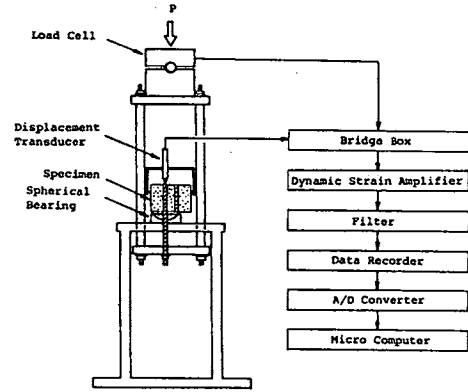 P
Load Cell
Displacement
Transducer
Specimen
Spherical
Bearing
Bridge Box
Dynamic Strain Amplifier
Filter
Data Recorder
A/D Converter
Micro Computer